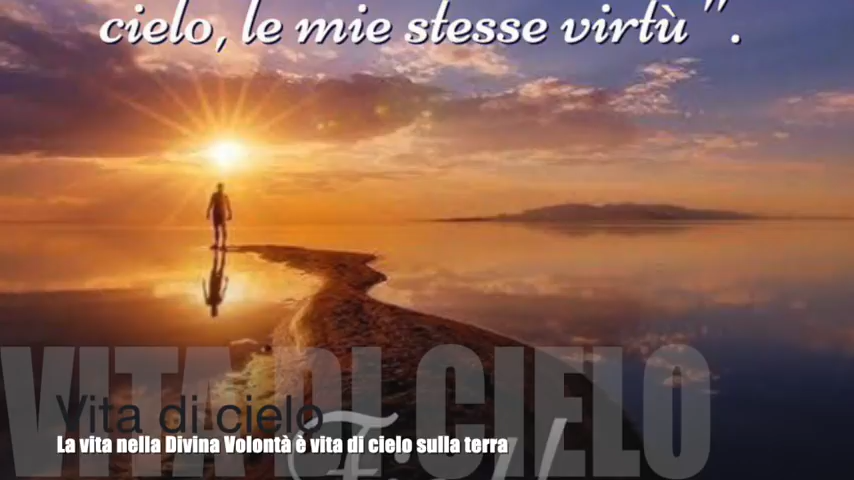 cielo, le mie stesse virtù".
VITA DI CIELO
Vita di cielo
La vita nella Divina Volontà è vita di cielo sulla terra